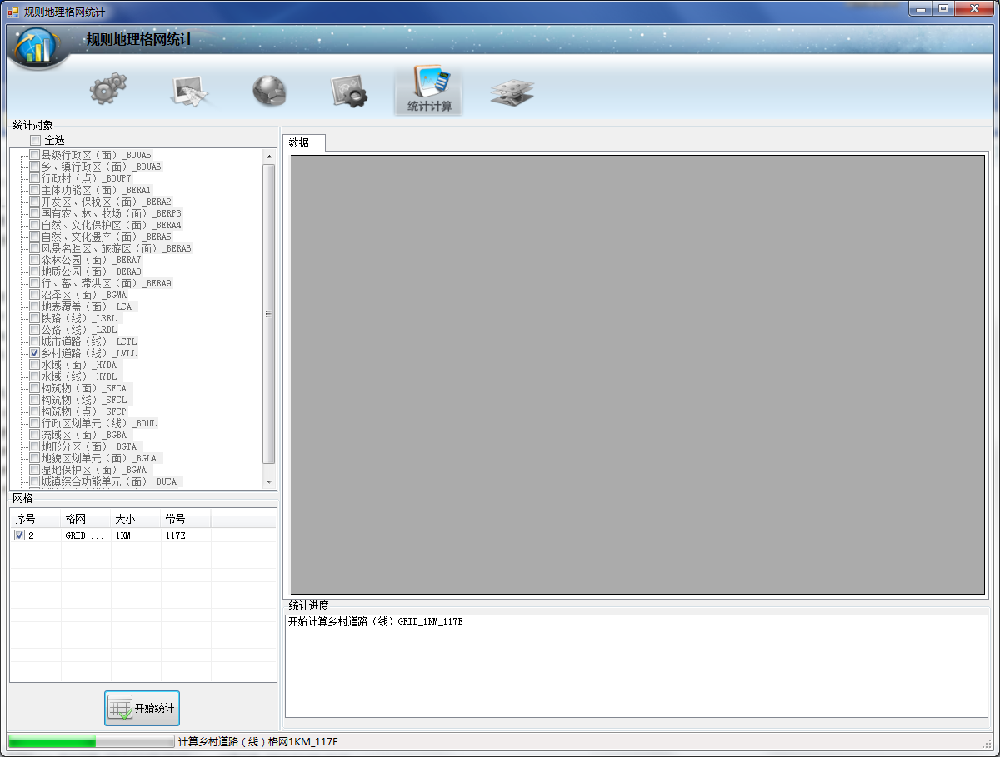 规则地理格网统计
规则地理格网统计
统计计算
统计对象
全选
县级行政区（面）_BOUA5
乡、镇行政区（面）_BOUA6
行政村（点）_BOUP7
主体功能区（面）_BERA1
开发区、保税区（面）_BERA2
国有农、林、牧场（面）_BERP3
自然、文化保护区（面）_BERA4
自然、文化遗产（面）_BERA5
风景名胜区、旅游区（面）_BERA6
森林公园（面）_BERA7
地质公园（面）_BERA8
行、蓄、滞洪区（面）_BERA9
沼泽区（面）_BGMA
地表覆盖（面）_LCA
铁路（线）_LRRL
公路（线）_LRDL
城市道路（线）_LCTL
乡村道路（线）_LVLL
水域（面）_HYDA
水域（线）_HYDL
构筑物（面）_SFCA
构筑物（线）_SFCL
构筑物（点）_SFCP
行政区划单元（线）_BOUL
流域区（面）_BGBA
地形分区（面）_BGTA
地貌区划单元（面）_BGLA
湿地保护区（面）_BGWA
城镇综合功能单元（面）_BUCA
网格
序号 格网 大小 带号
2 GRID_... 1KM 117E
开始统计
数据
统计进度
开始计算乡村道路（线）GRID_1KM_117E
计算乡村道路（线）格网1KM_117E